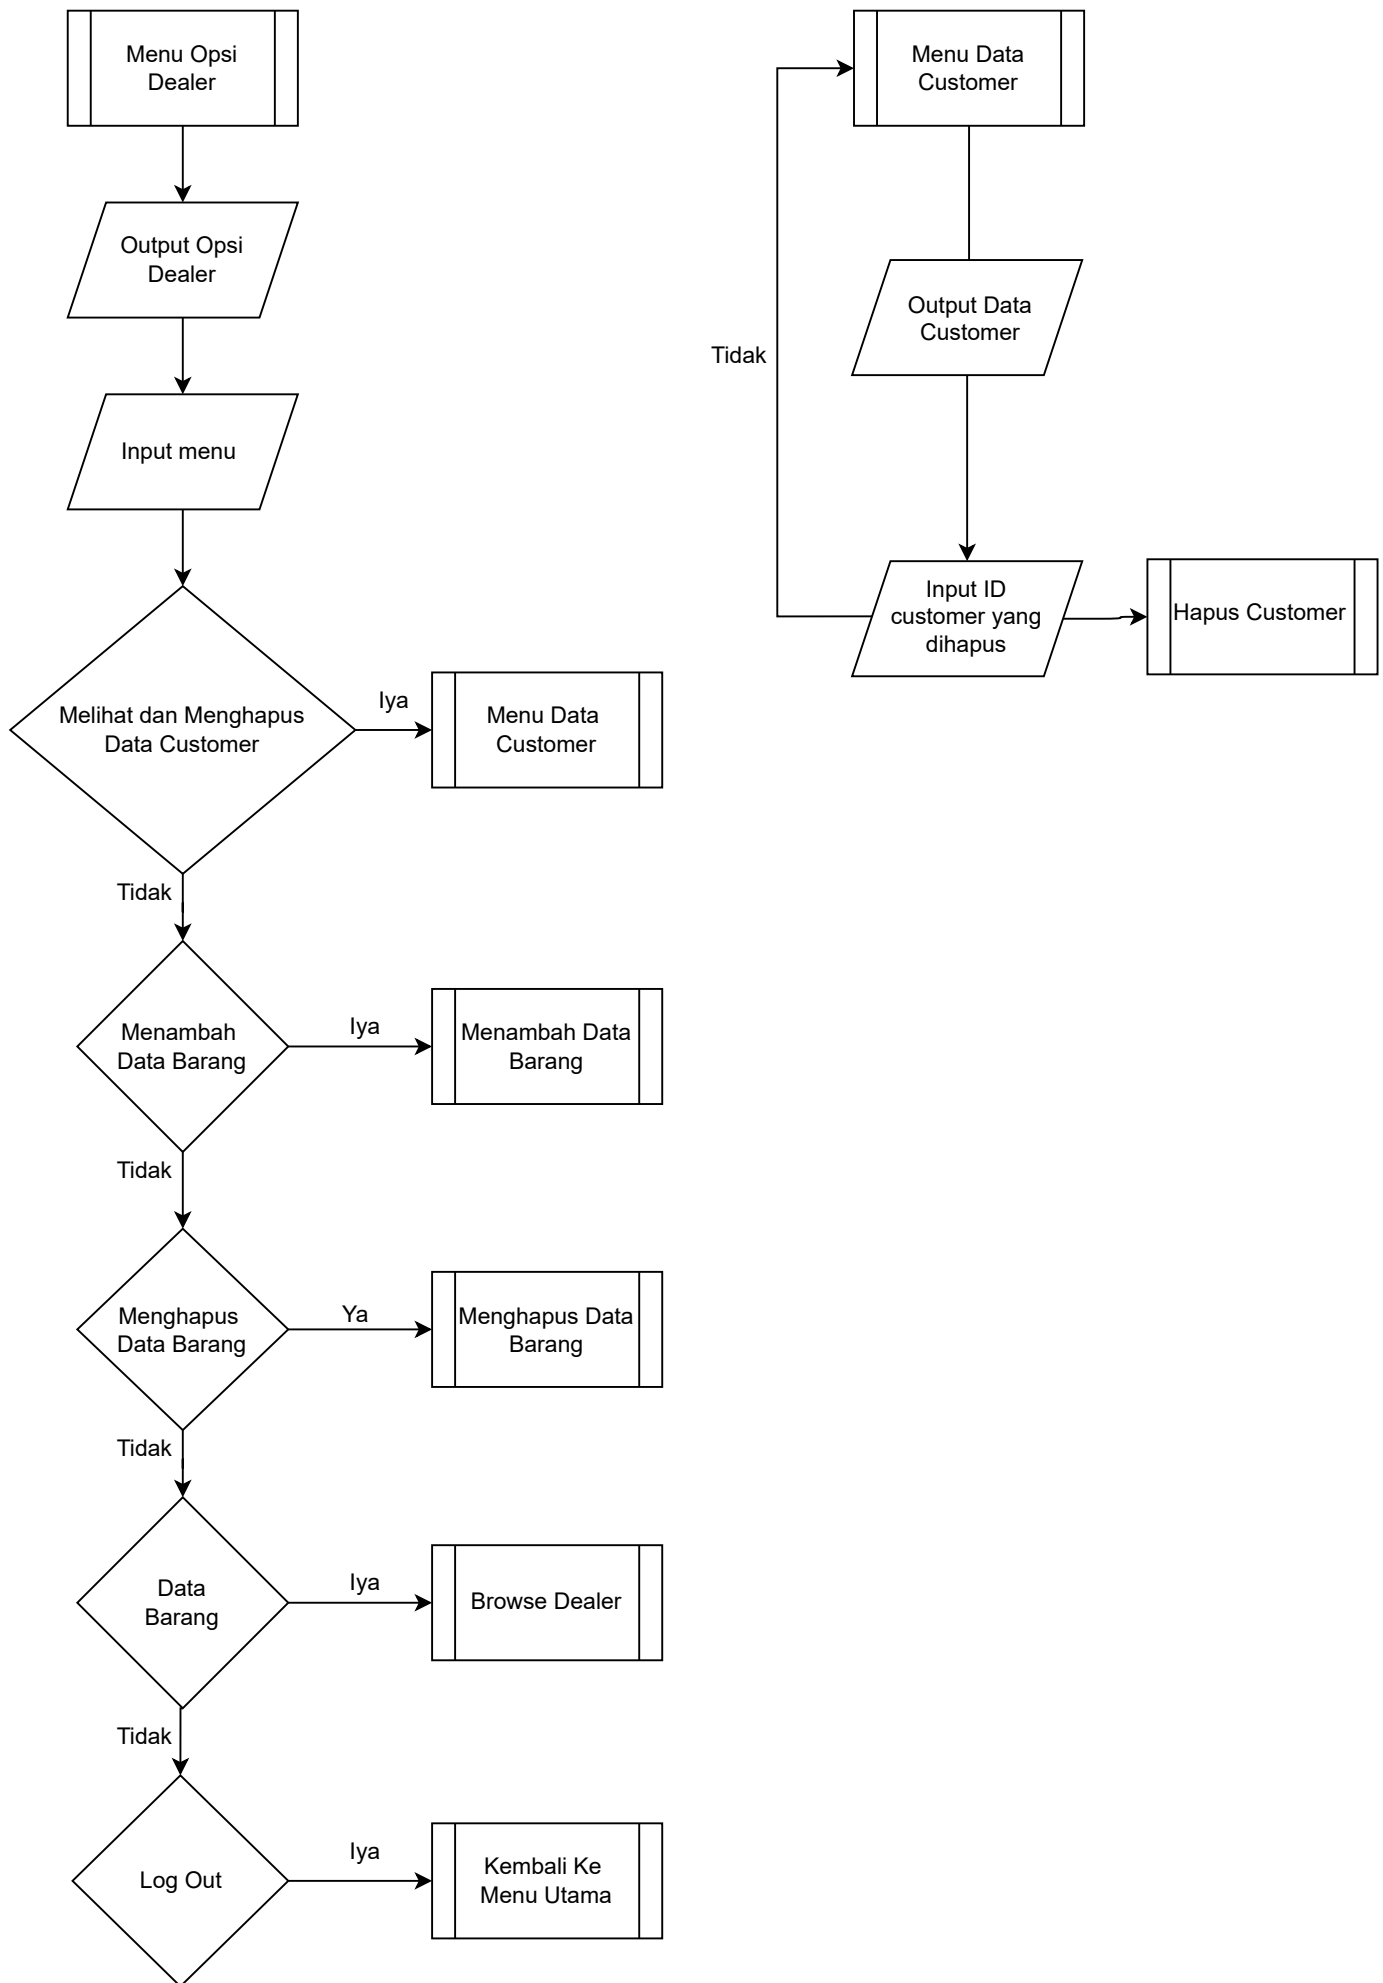 Menu Opsi
Dealer
Output Opsi
Dealer
Input menu
Melihat dan Menghapus
Data Customer
Iya
Menu Data
Customer
Tidak
Menambah
Data Barang
Iya
Menambah Data
Barang
Tidak
Menghapus
Data Barang
Ya
Menghapus Data
Barang
Tidak
Data
Barang
Iya
Browse Dealer
Tidak
Log Out
Iya
Kembali Ke
Menu Utama
Menu Data
Customer
Output Data
Customer
Tidak
Input ID
customer yang
dihapus
Hapus Customer